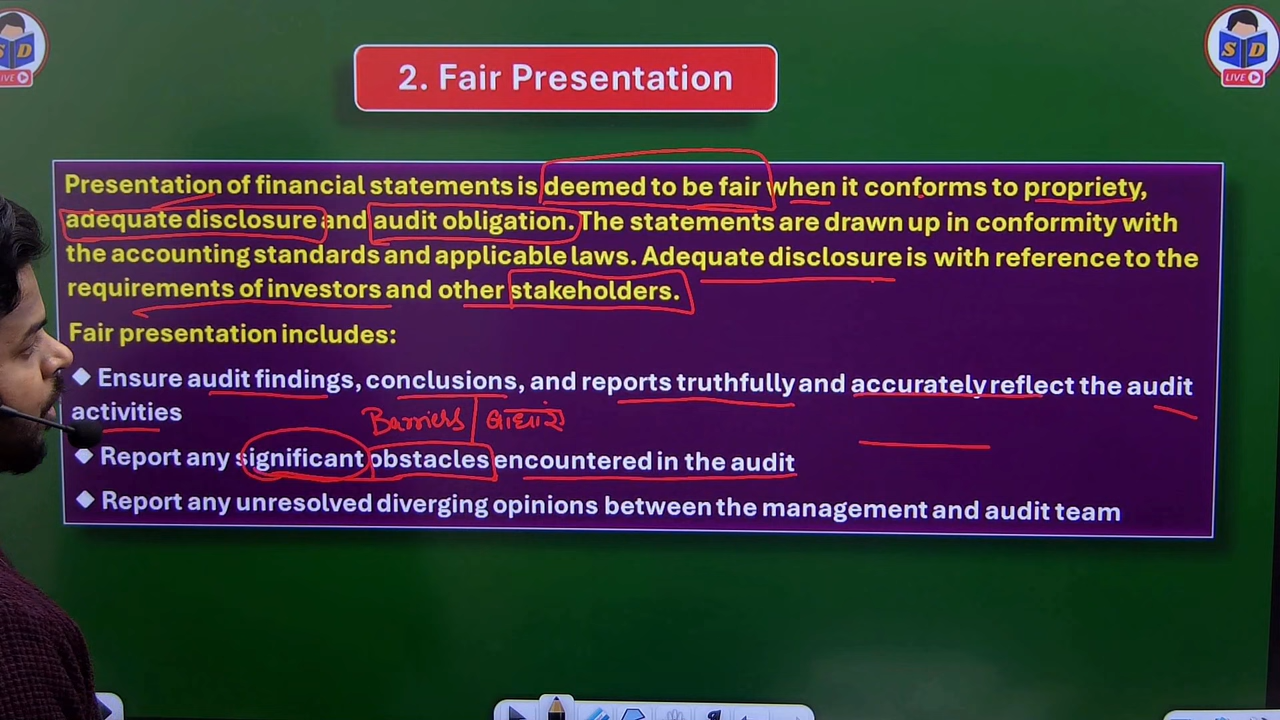 S D
LIVE
S D
LIVE
2. Fair Presentation
Presentation of financial statements is deemed to be fair when it conforms to propriety,
adequate disclosure and audit obligation. The statements are drawn up in conformity with
the accounting standards and applicable laws. Adequate disclosure is with reference to the
requirements of investors and other stakeholders.
Fair presentation includes:
◆ Ensure audit findings, conclusions, and reports truthfully and accurately reflect the audit
activities
Barriers
◆ Report any significant obstacles encountered in the audit
◆ Report any unresolved diverging opinions between the management and audit team